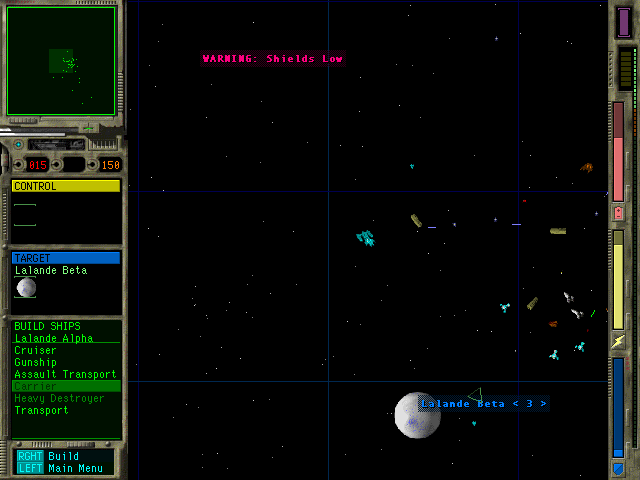 WARNING: Shields Low
015 150
CONTROL
TARGET
Lalande Beta
BUILD SHIPS
Lalande Alpha
Cruiser
Gunship
Assault Transport
Carrier
Heavy Destroyer
Transport
Lalande Beta < 3 >
RGHT Build
LEFT Main Menu